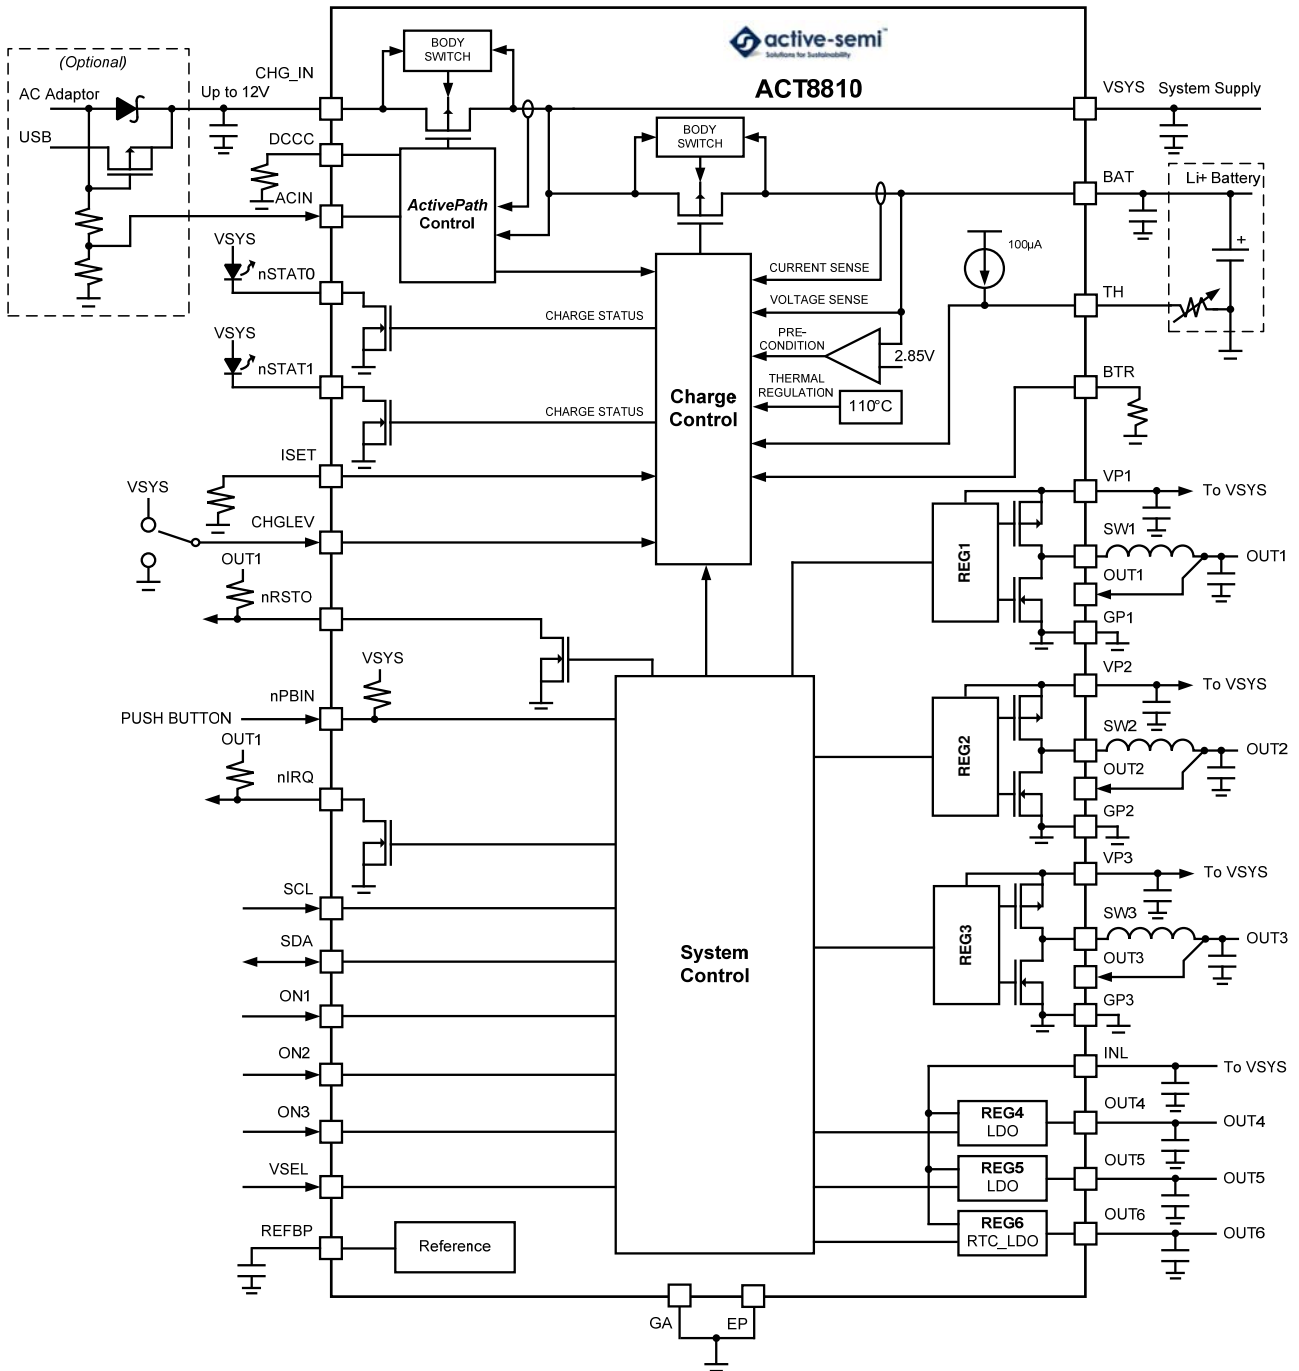 active-semi™
Solutions for Sustainability
ACT8810
(Optional)
AC Adaptor
USB
Up to 12V
CHG_IN
BODY
SWITCH
VSYS
System Supply
DCCC
BODY
SWITCH
ActivePath
Control
ACIN
BAT
Li+ Battery
+
VSYS
nSTAT0
100µA
CURRENT SENSE
TH
VOLTAGE SENSE
CHARGE STATUS
VSYS
nSTAT1
PRE-
CONDITION
2.85V
THERMAL
REGULATION
110°C
BTR
Charge
Control
CHARGE STATUS
ISET
VSYS
CHGLEV
VP1
To VSYS
REG1
SW1
OUT1
OUT1
GP1
OUT1
nRSTO
VSYS
nPBIN
PUSH BUTTON
VP2
To VSYS
REG2
SW2
OUT2
OUT2
GP2
OUT1
nIRQ
VP3
To VSYS
REG3
SW3
OUT3
OUT3
GP3
SCL
SDA
System
Control
ON1
ON2
ON3
VSEL
INL
To VSYS
REG4
LDO
OUT4
OUT4
REG5
LDO
OUT5
OUT5
REG6
RTC_LDO
OUT6
OUT6
REFBP
Reference
GA
EP